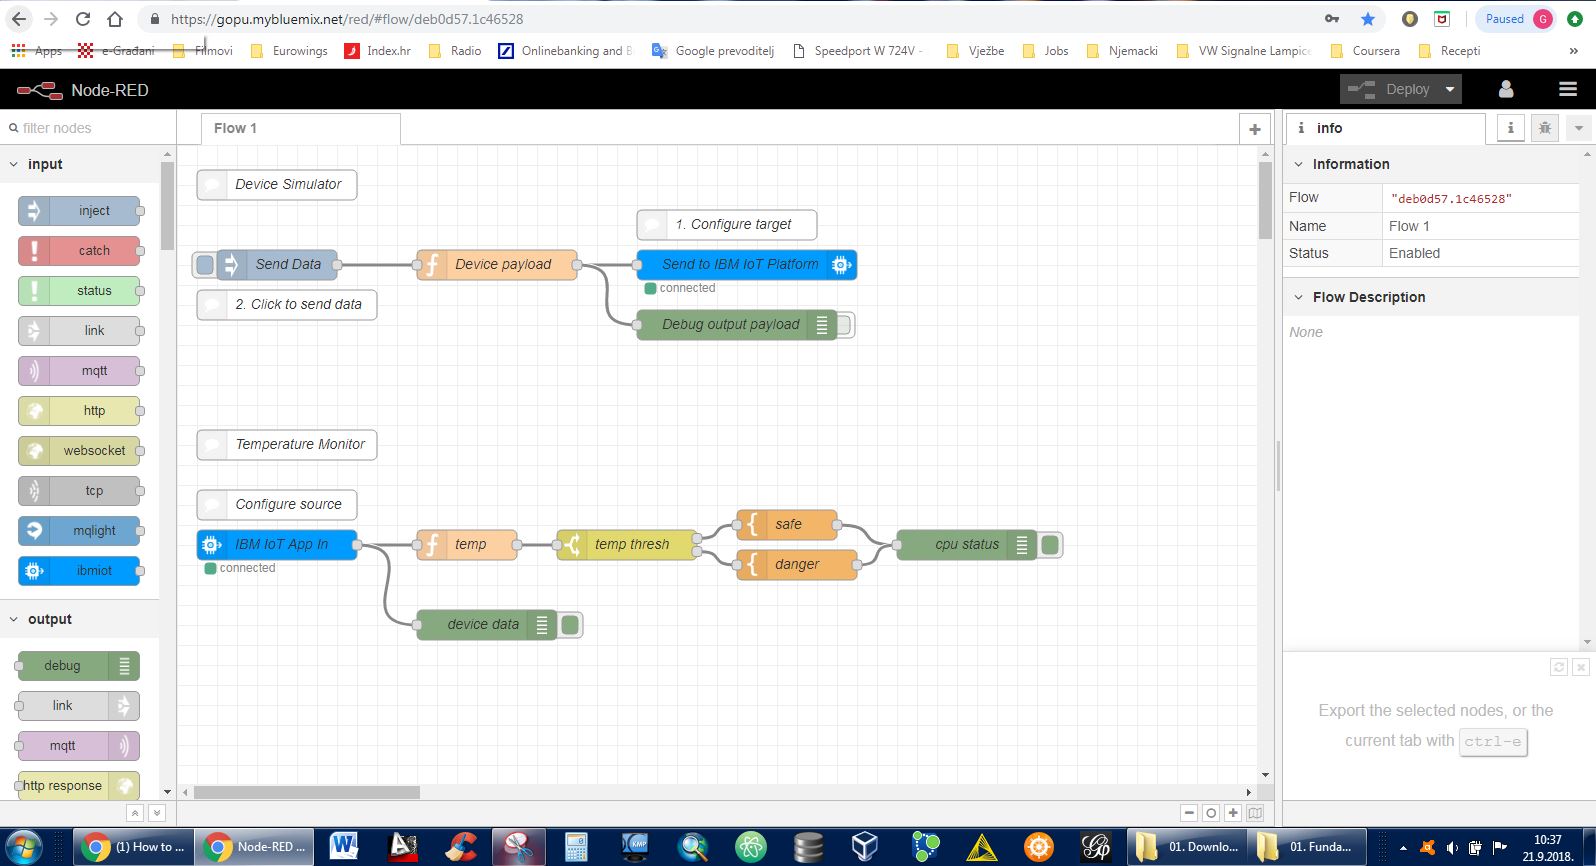 https://gopu.mybluemix.net/red/#flow/deb0d57.1c46528
Paused G
Apps e-Građani Filmovi Eurowings Index.hr Radio Onlinebanking and B Google prevoditelj Speedport W 724V - Vježbe Jobs Njemacki VW Signalne Lampice Coursera Recepti »
Node-RED
Deploy
filter nodes
Flow 1
info
input
inject
catch
status
link
mqtt
http
websocket
tcp
mqlight
ibmiot
output
debug
link
mqtt
http response
Device Simulator
1. Configure target
Send Data
Device payload
Send to IBM IoT Platform
connected
2. Click to send data
Debug output payload
Temperature Monitor
Configure source
IBM IoT App In
connected
temp
temp thresh
safe
danger
cpu status
device data
Information
Flow "deb0d57.1c46528"
Name Flow 1
Status Enabled
Flow Description
None
Export the selected nodes, or the
current tab with ctrl-e
(1) How to ...
Node-RED ...
KMP
01. Downlo...
01. Funda...
10:37
21.9.2018.